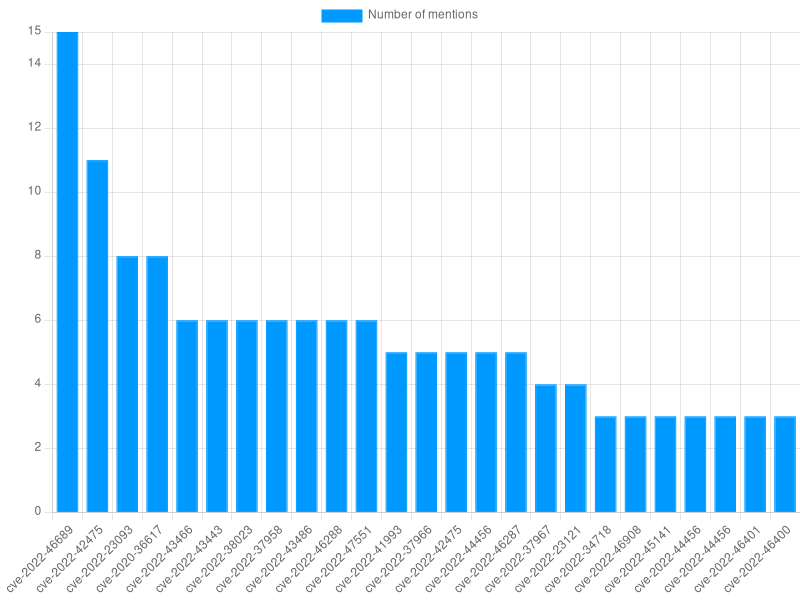 Number of mentions
15
14
12
10
8
6
4
2
0
cve-2022-46689
cve-2022-42475
cve-2022-23093
cve-2020-36617
cve-2022-43466
cve-2022-43443
cve-2022-38023
cve-2022-37958
cve-2022-43486
cve-2022-46288
cve-2022-47551
cve-2022-41993
cve-2022-37966
cve-2022-42475
cve-2022-44456
cve-2022-46287
cve-2022-37967
cve-2022-23121
cve-2022-34718
cve-2022-46908
cve-2022-45141
cve-2022-44456
cve-2022-44456
cve-2022-46401
cve-2022-46400